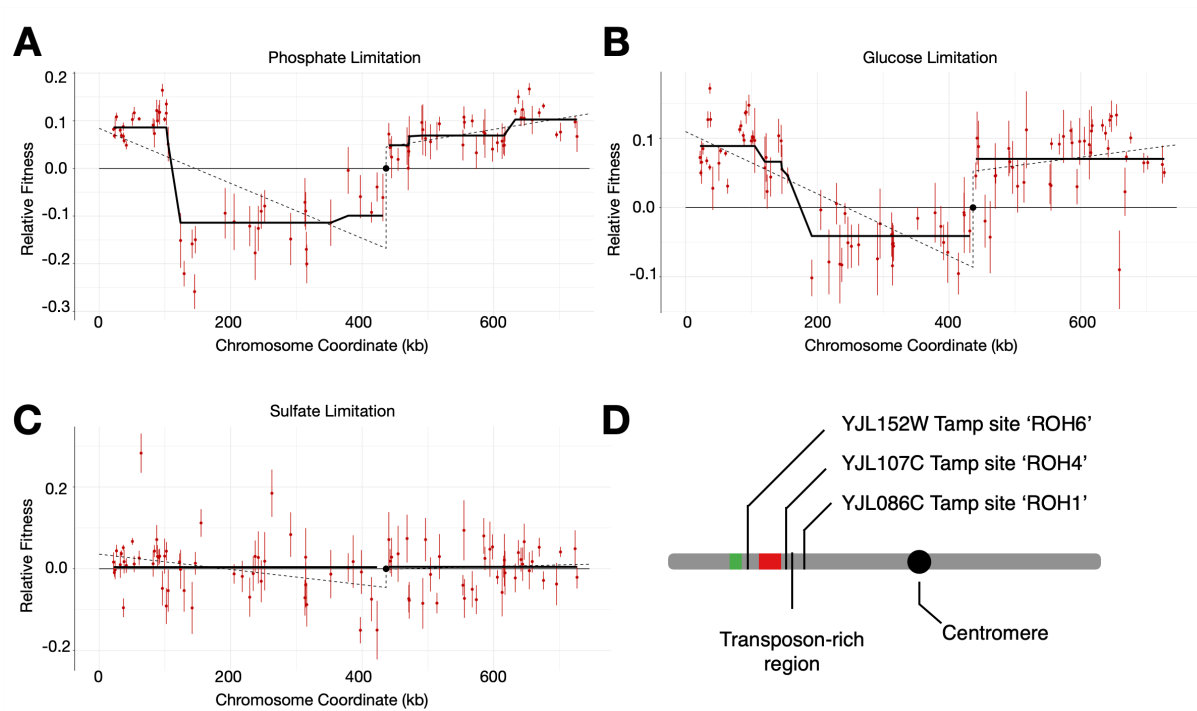 A
Phosphate Limitation
Relative Fitness
0.2
0.1
0.0
-0.1
-0.2
-0.3
0
200
400
600
Chromosome Coordinate (kb)
B
Glucose Limitation
Relative Fitness
0.1
0.0
-0.1
0
200
400
600
Chromosome Coordinate (kb)
C
Sulfate Limitation
Relative Fitness
0.2
0.0
-0.2
0
200
400
600
Chromosome Coordinate (kb)
D
YJL152W Tamp site ‘ROH6’
YJL107C Tamp site ‘ROH4’
YJL086C Tamp site ‘ROH1’
Transposon-rich
region
Centromere